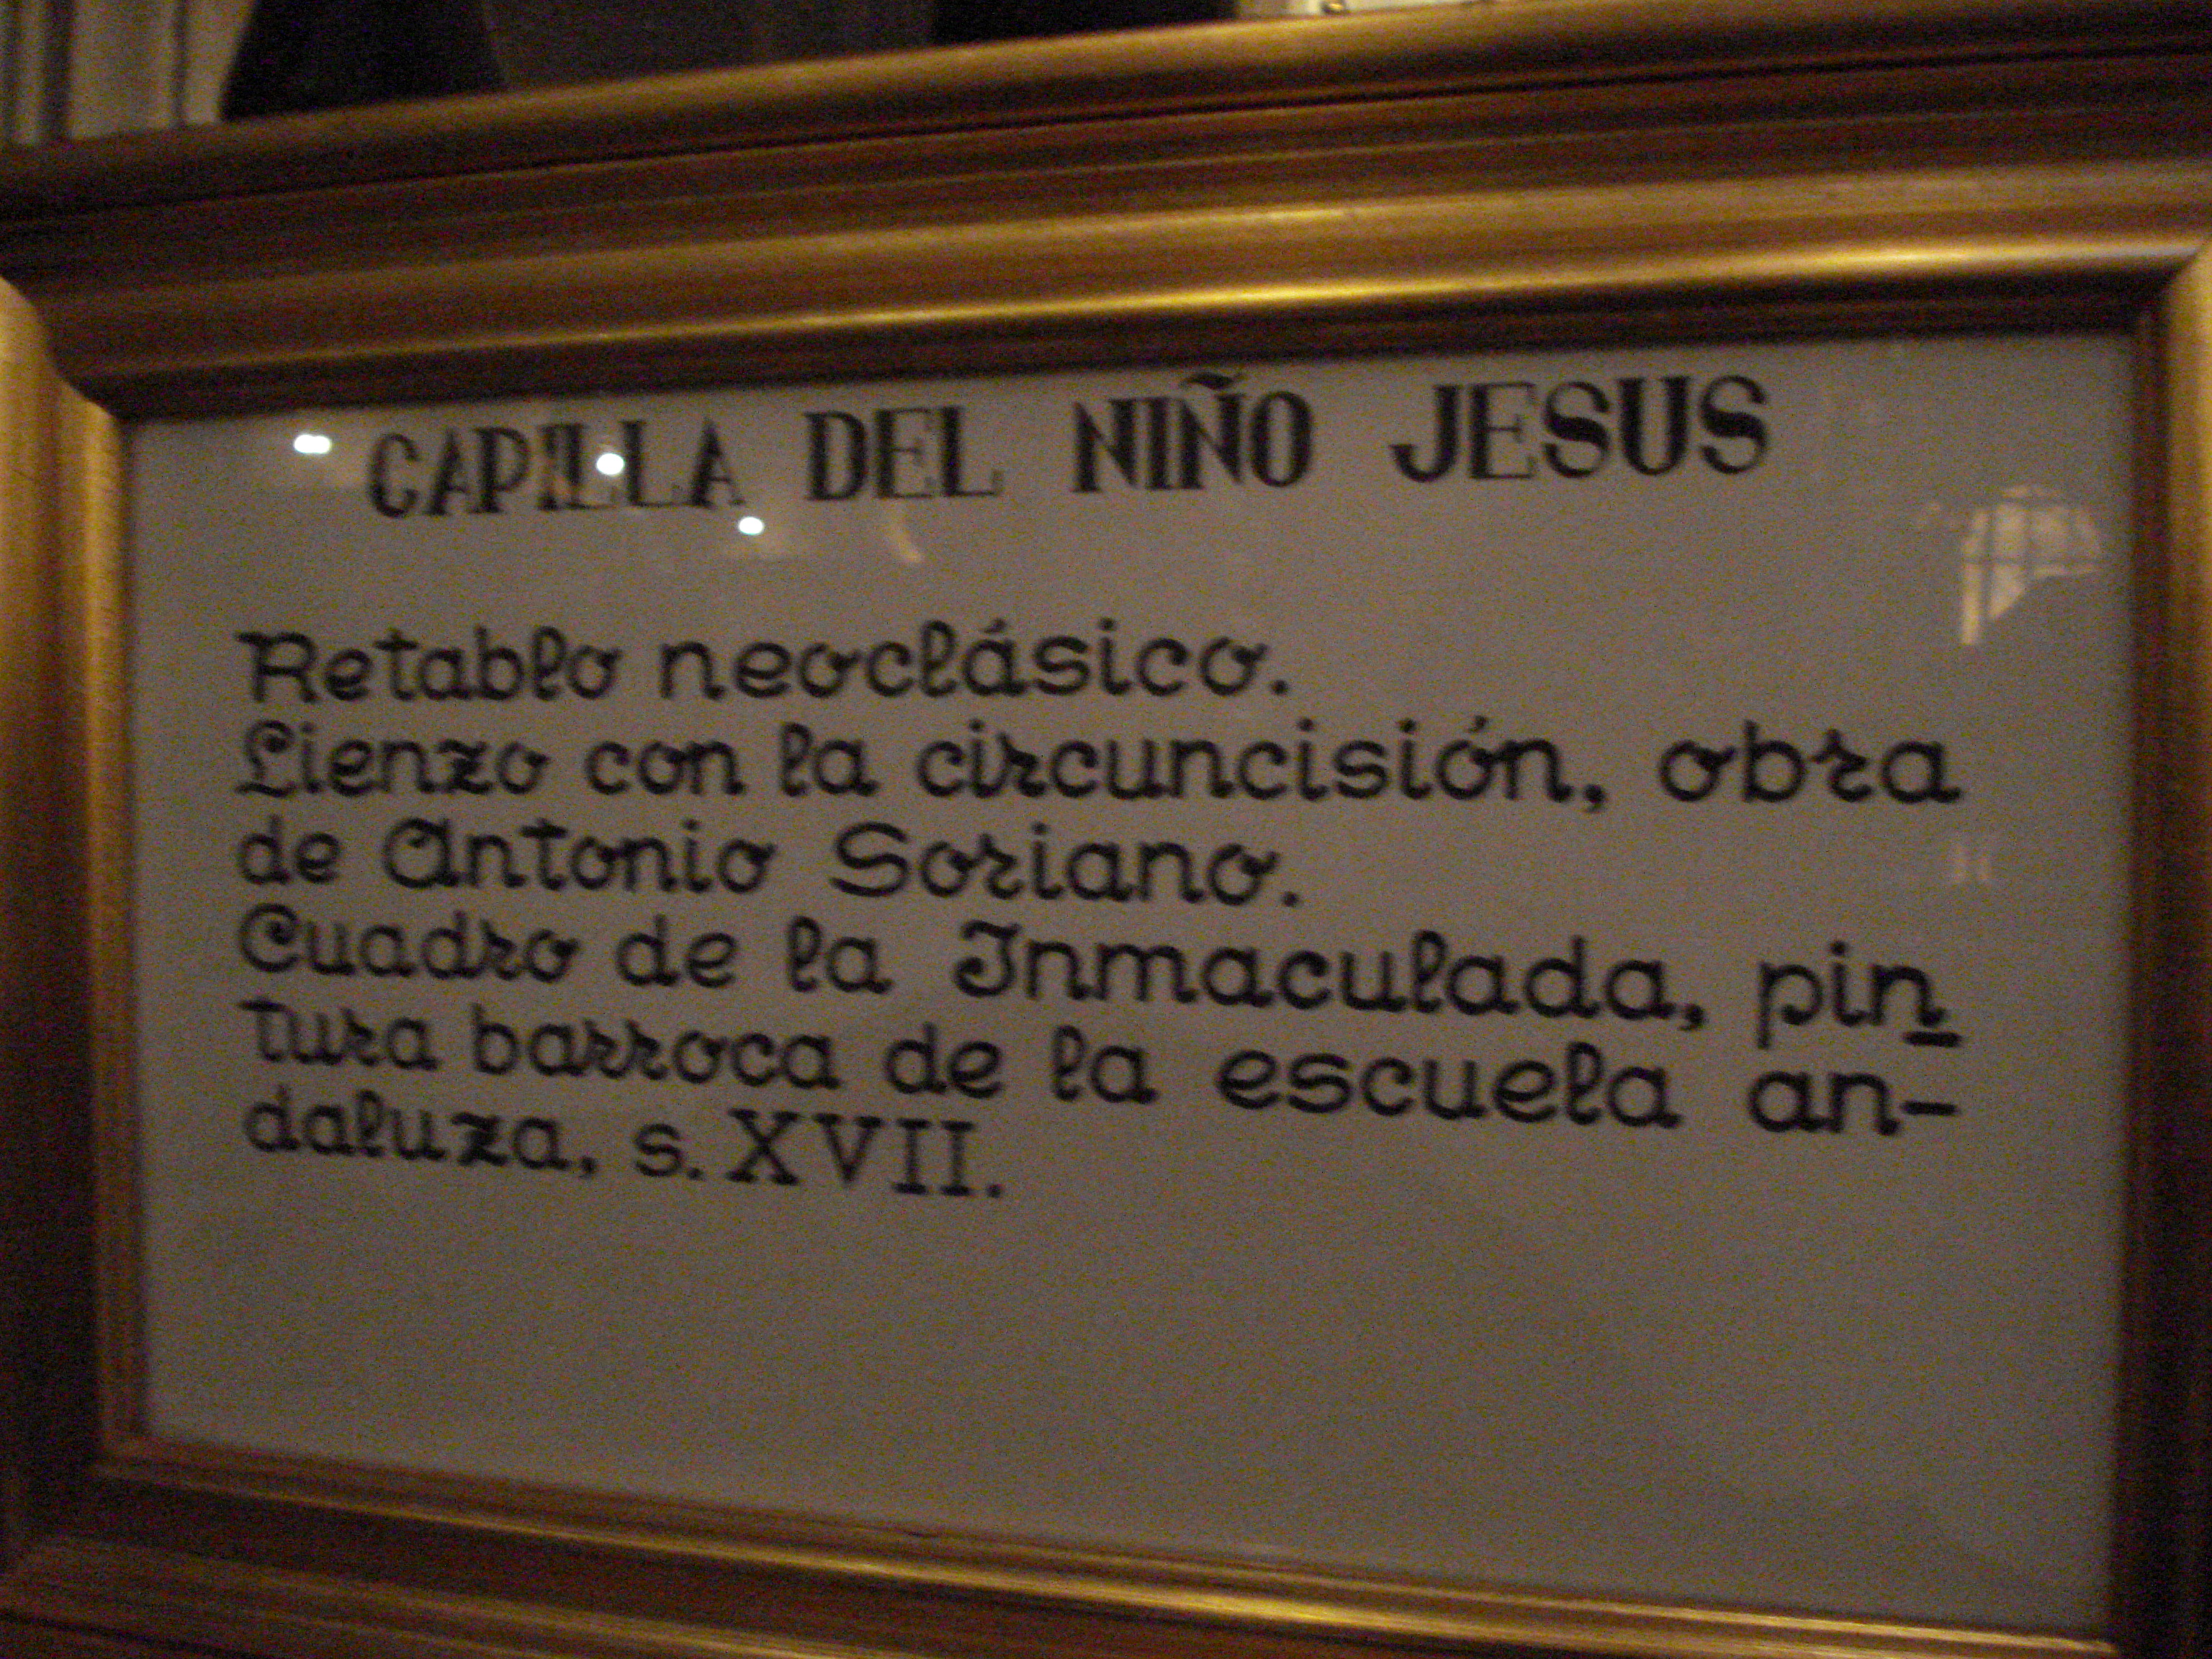 CAPILLA DEL NIÑO JESUS
Retablo neoclásico.
Lienzo con la circuncisión, obra
de Antonio Soriano.
Cuadro de la Inmaculada, pin
tura barroca de la escuela an-
daluza, s. XVII.